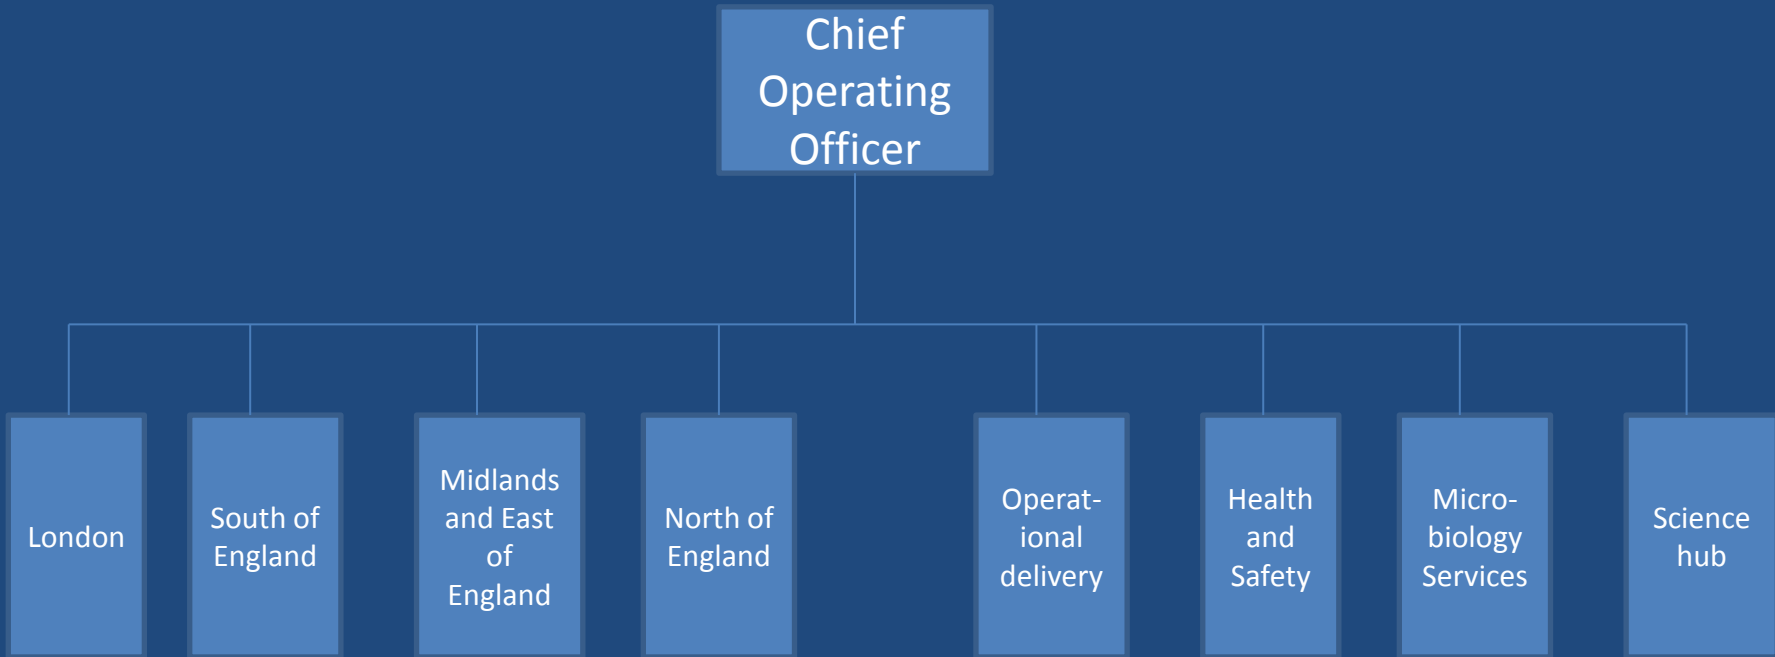 Chief
Operating
Officer
London
South of
England
Midlands
and East
of
England
North of
England
Operat-
ional
delivery
Health
and
Safety
Micro-
biology
Services
Science
hub